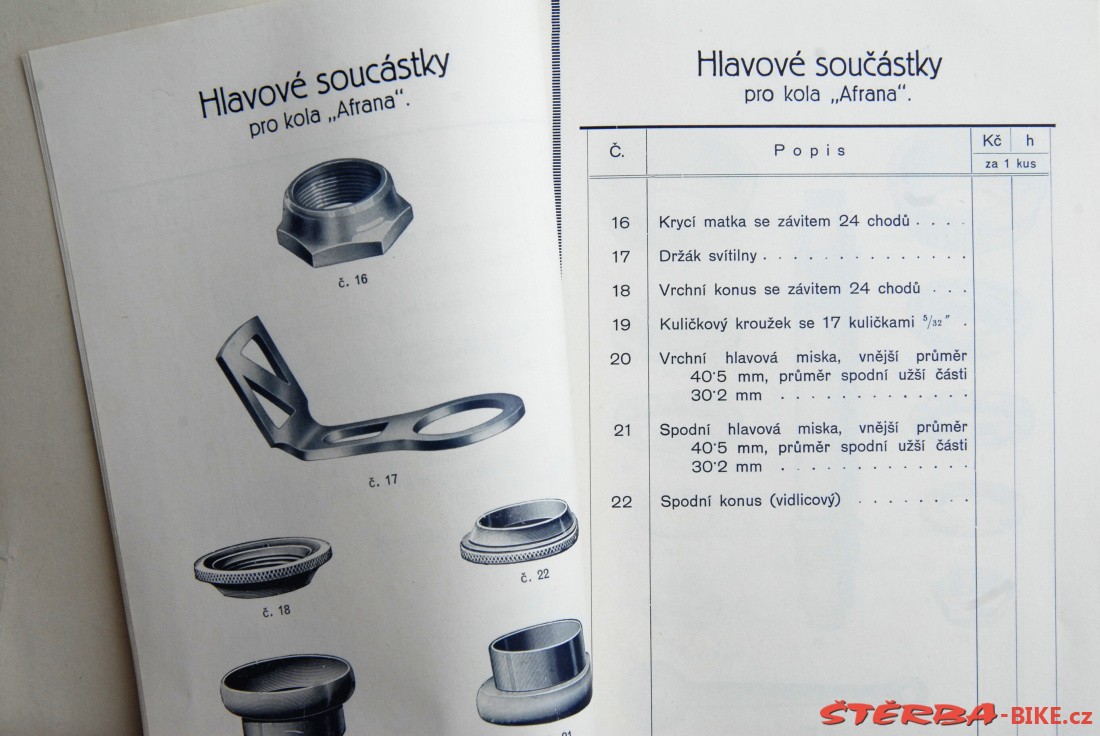 Hlavové soucástky
pro kola „Afrana“.
č. 16
č. 17
č. 22
č. 18
Hlavové součástky
pro kola „Afrana“.
Č. Popis Kč h
za 1 kus
16 Krycí matka se závitem 24 chodů . . . .
17 Držák svítilny . . . . . . . . . . . . . . .
18 Vrchní konus se závitem 24 chodů . . .
19 Kuličkový kroužek se 17 kuličkami 5/32″ .
20 Vrchní hlavová miska, vnější průměr
40·5 mm, průměr spodní užší části
30·2 mm . . . . . . . . . . . . .
21 Spodní hlavová miska, vnější průměr
40·5 mm, průměr spodní užší části
30·2 mm . . . . . . . . . . . . .
22 Spodní konus (vidlicový) . . . . . . . .
ŠTĚRBA-BIKE.cz